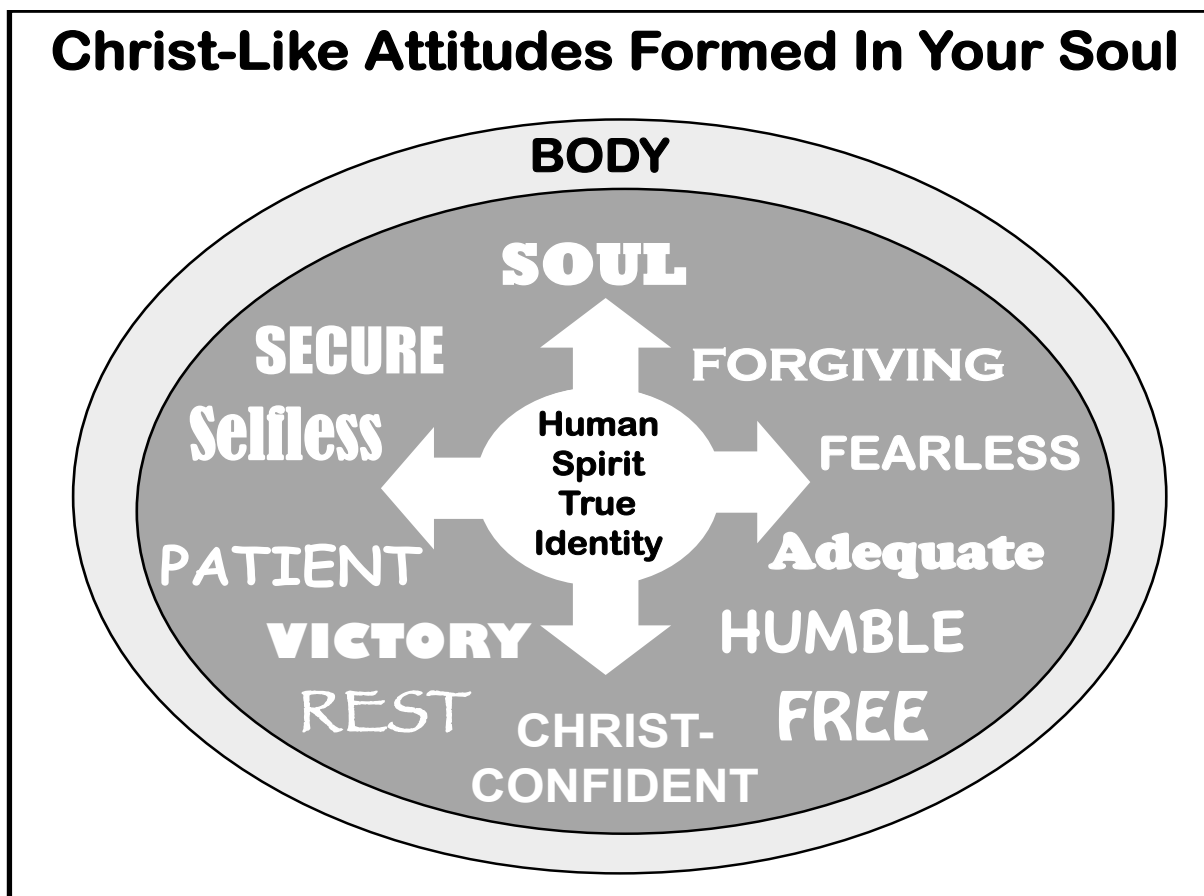 Christ-Like Attitudes Formed In Your Soul
BODY
SOUL
SECURE
FORGIVING
Selfless
Human
Spirit
True
Identity
FEARLESS
PATIENT
Adequate
VICTORY
HUMBLE
REST
CHRIST-
CONFIDENT
FREE